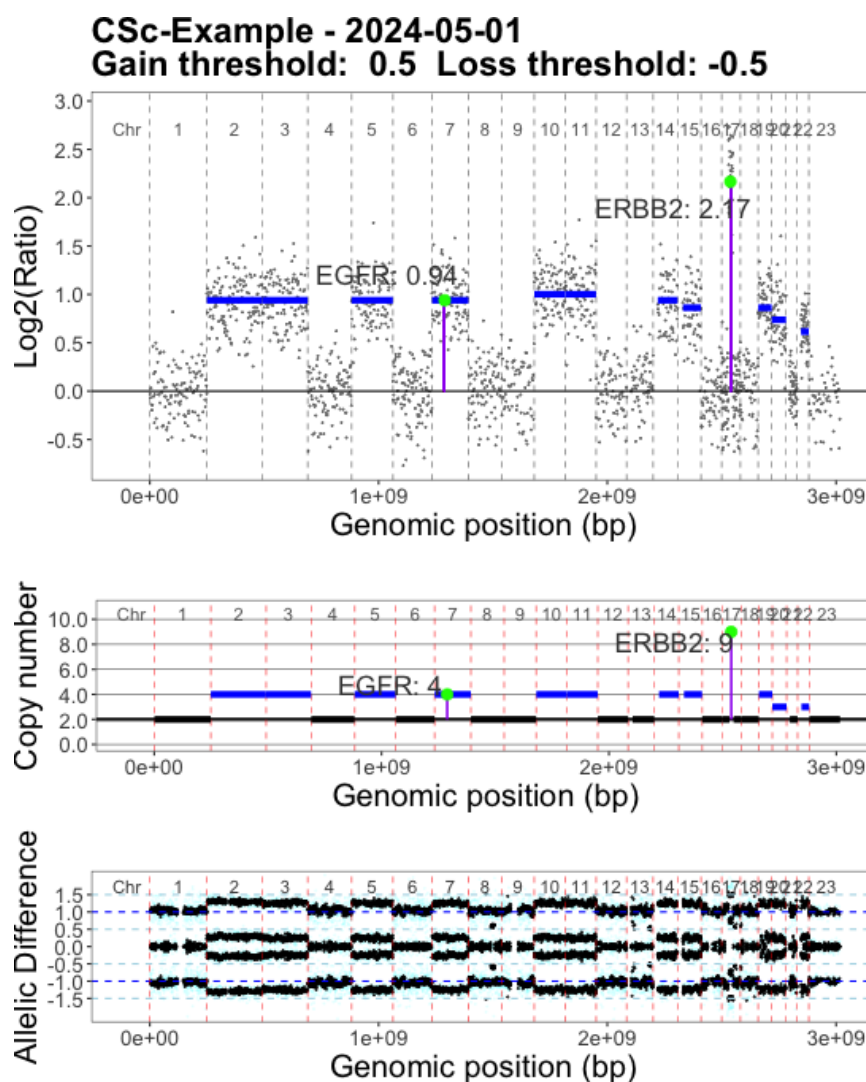 CSc-Example - 2024-05-01
Gain threshold:  0.5  Loss threshold: -0.5
Log2(Ratio)
3.0
2.5
2.0
1.5
1.0
0.5
0.0
-0.5
Chr 1 2 3 4 5 6 7 8 9 10 11 12 13 14 15 16 17 18 19 20 21 22 23
ERBB2: 2.17
EGFR: 0.94
0e+00 1e+09 2e+09 3e+09
Genomic position (bp)
Copy number
10.0
8.0
6.0
4.0
2.0
0.0
Chr 1 2 3 4 5 6 7 8 9 10 11 12 13 14 15 16 17 18 19 20 21 22 23
ERBB2: 9
EGFR: 4
0e+00 1e+09 2e+09 3e+09
Genomic position (bp)
Allelic Difference
1.5
1.0
0.5
0.0
-0.5
-1.0
-1.5
Chr 1 2 3 4 5 6 7 8 9 10 11 12 13 14 15 16 17 18 19 20 21 22 23
0e+00 1e+09 2e+09 3e+09
Genomic position (bp)